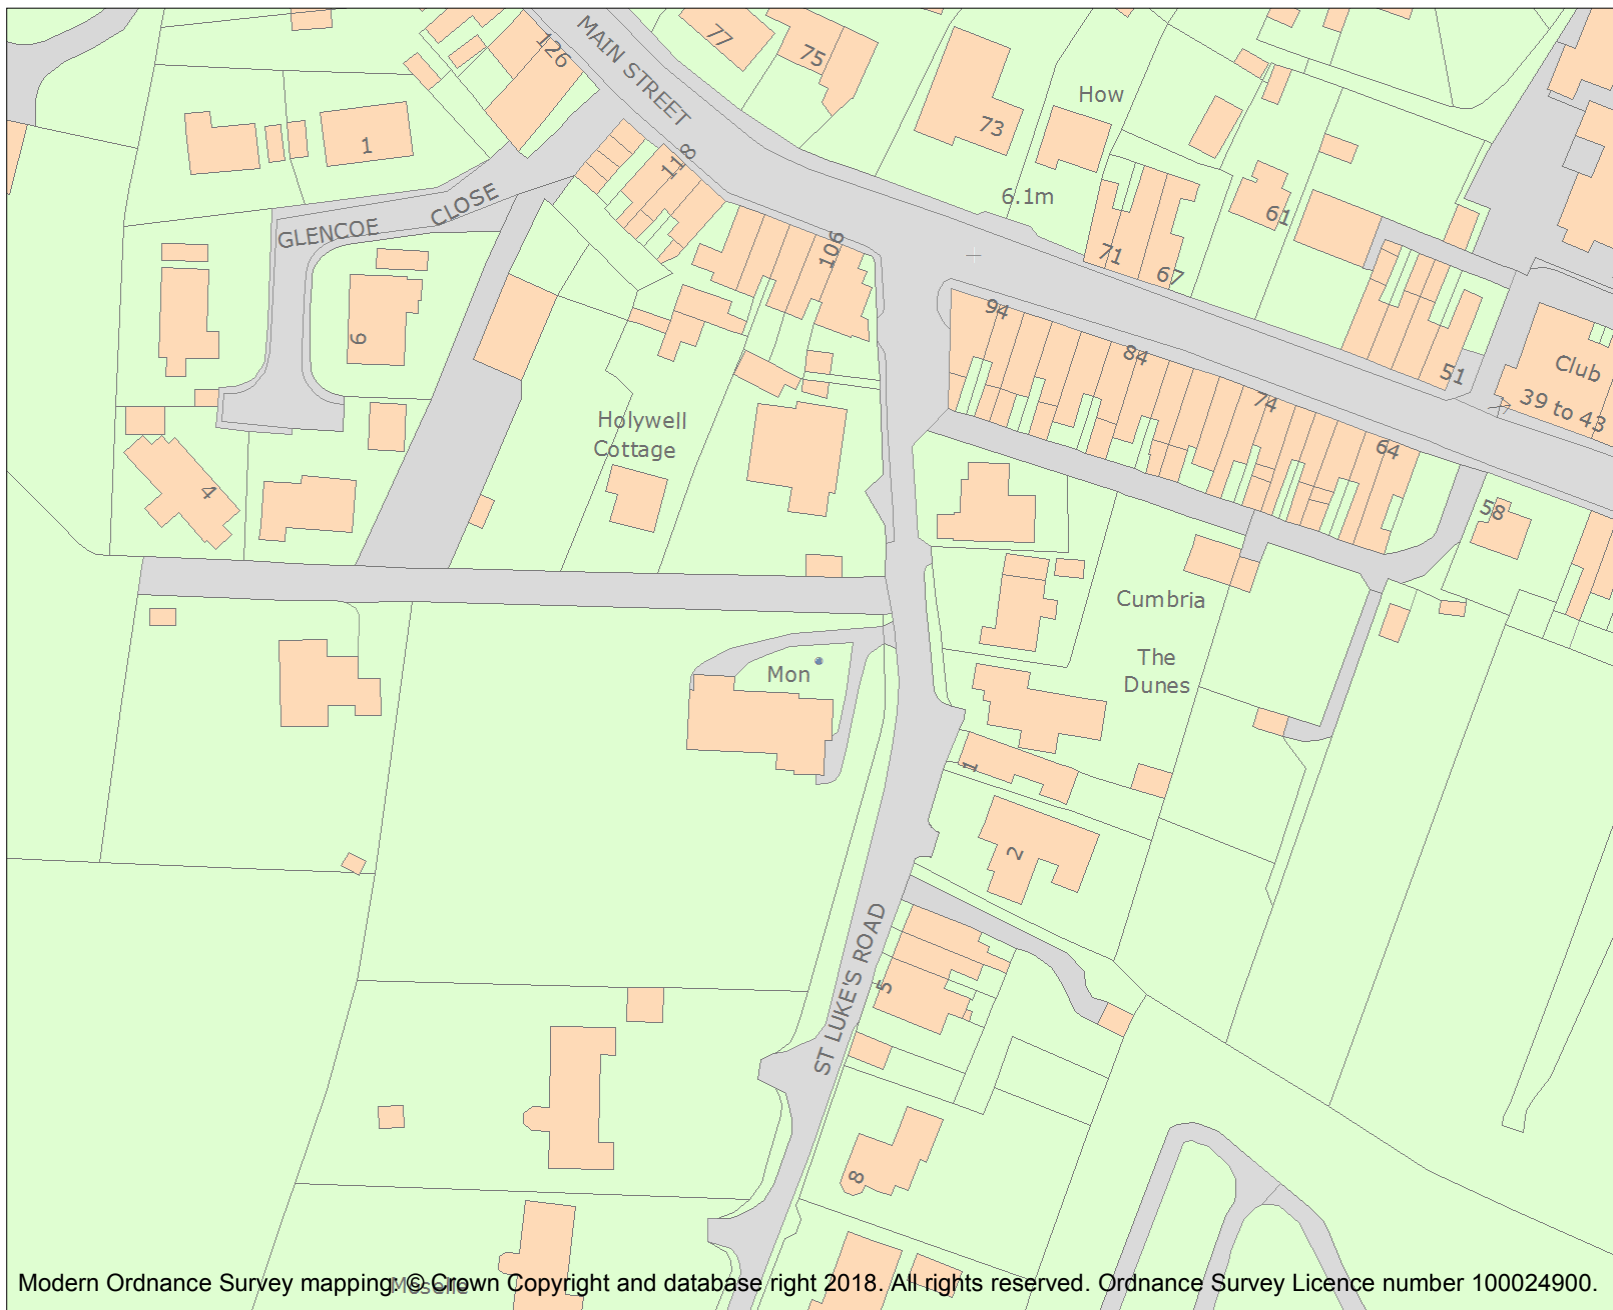 MAIN STREET
126
77
75
73
How
1
118
6.1m
61
GLENCOE CLOSE
106
71
67
94
84
74
64
51
Club
39 to 43
6
Holywell
Cottage
4
58
Cumbria
The
Dunes
Mon
1
2
ST LUKE'S ROAD
5
8
Moselle
Modern Ordnance Survey mapping: © Crown Copyright and database right 2018. All rights reserved. Ordnance Survey Licence number 100024900.